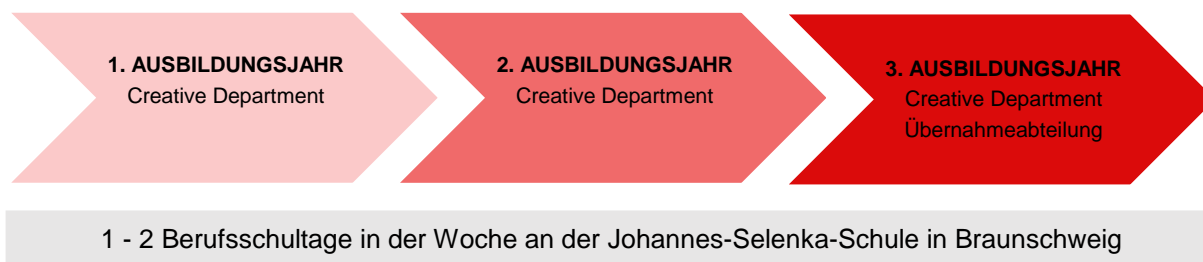 1. AUSBILDUNGSJAHR
Creative Department
2. AUSBILDUNGSJAHR
Creative Department
3. AUSBILDUNGSJAHR
Creative Department
Übernahmeabteilung
1 - 2 Berufsschultage in der Woche an der Johannes-Selenka-Schule in Braunschweig